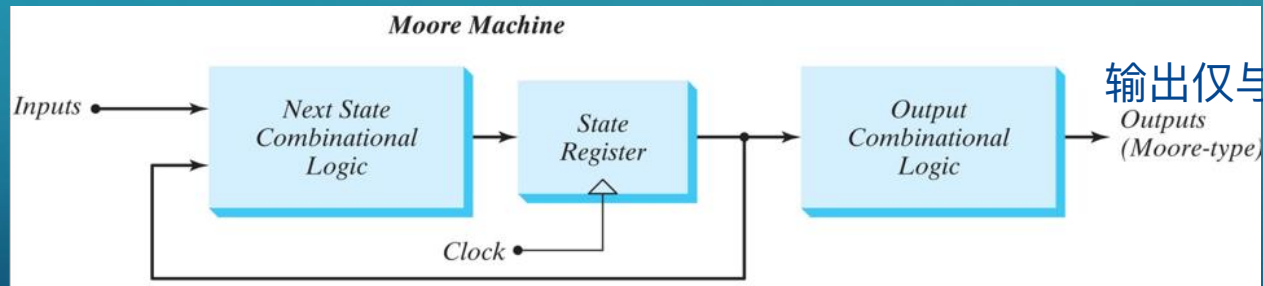 Moore Machine
Inputs
Next State
Combinational
Logic
State
Register
Clock
Output
Combinational
Logic
输出仅与
Outputs
(Moore-type)